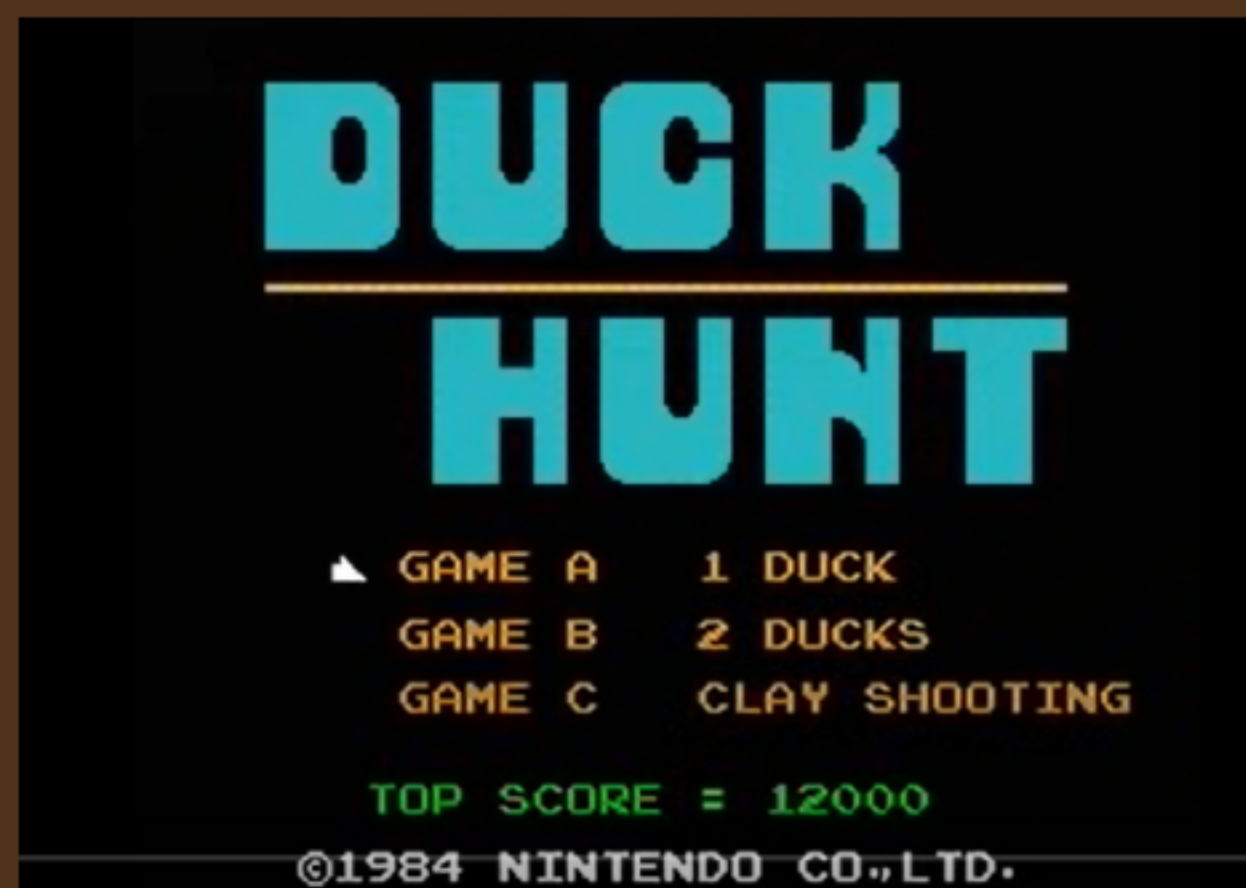 DUCK
HUNT
GAME A 1 DUCK
GAME B 2 DUCKS
GAME C CLAY SHOOTING
TOP SCORE = 12000
©1984 NINTENDO CO.,LTD.